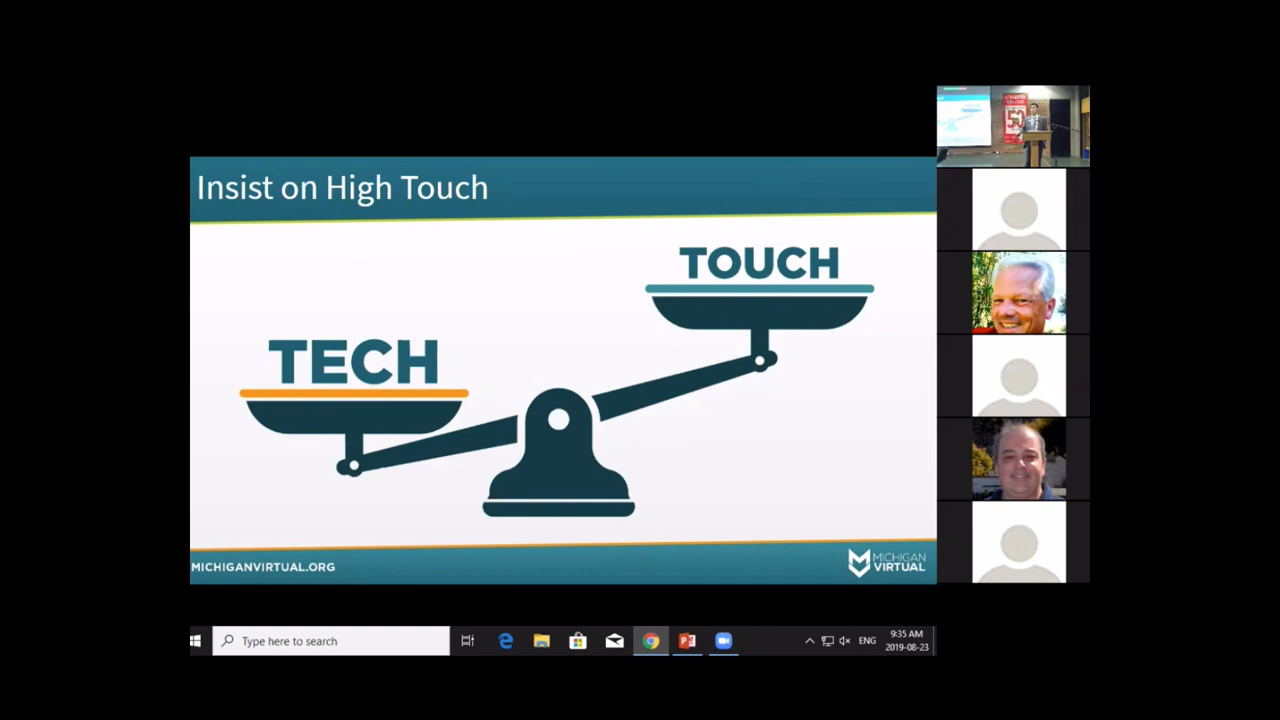 Insist on High Touch
TOUCH
TECH
MICHIGANVIRTUAL.ORG
MICHIGAN
VIRTUAL
50
Type here to search
ENG
9:35 AM
2019-08-23